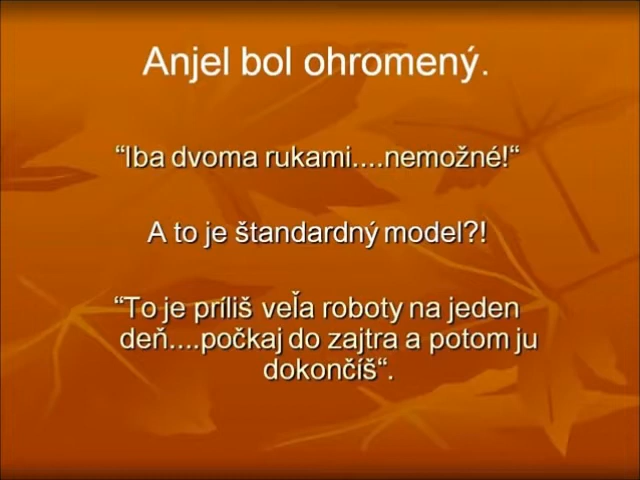 Anjel bol ohromený.
“Iba dvoma rukami....nemožné!“
A to je štandardný model?!
“To je príliš veĺa roboty na jeden
deň....počkaj do zajtra a potom ju
dokončíš“.